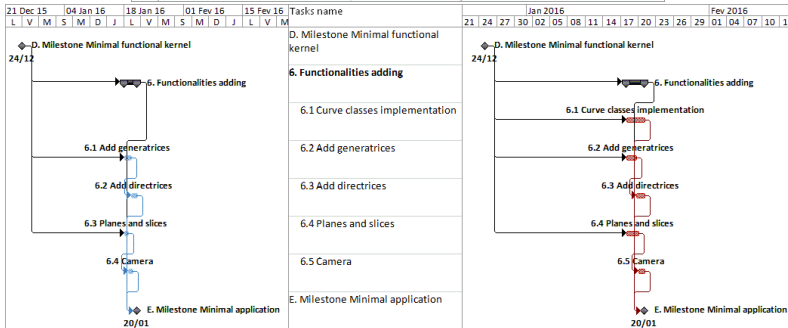 21 Dec 15 04 Jan 16 18 Jan 16 01 Fev 16 15 Fev 16
L V M S M J D J L V M S M J D J L V M
D. Milestone Minimal functional kernel
24/12
6. Functionalities adding
6.1 Add generatrices
6.2 Add directrices
6.3 Planes and slices
6.4 Camera
E. Milestone Minimal application
20/01
Tasks name
D. Milestone Minimal functional
kernel
6. Functionalities adding
6.1 Curve classes implementation
6.2 Add generatrices
6.3 Add directrices
6.4 Planes and slices
6.5 Camera
E. Milestone Minimal application
Jan 2016 Fev 2016
21 24 27 30 02 05 08 11 14 17 20 23 26 29 01 04 07 10
D. Milestone Minimal functional kernel
24/12
6. Functionalities adding
6.1 Curve classes implementation
6.2 Add generatrices
6.3 Add directrices
6.4 Planes and slices
6.5 Camera
E. Milestone Minimal application
20/01